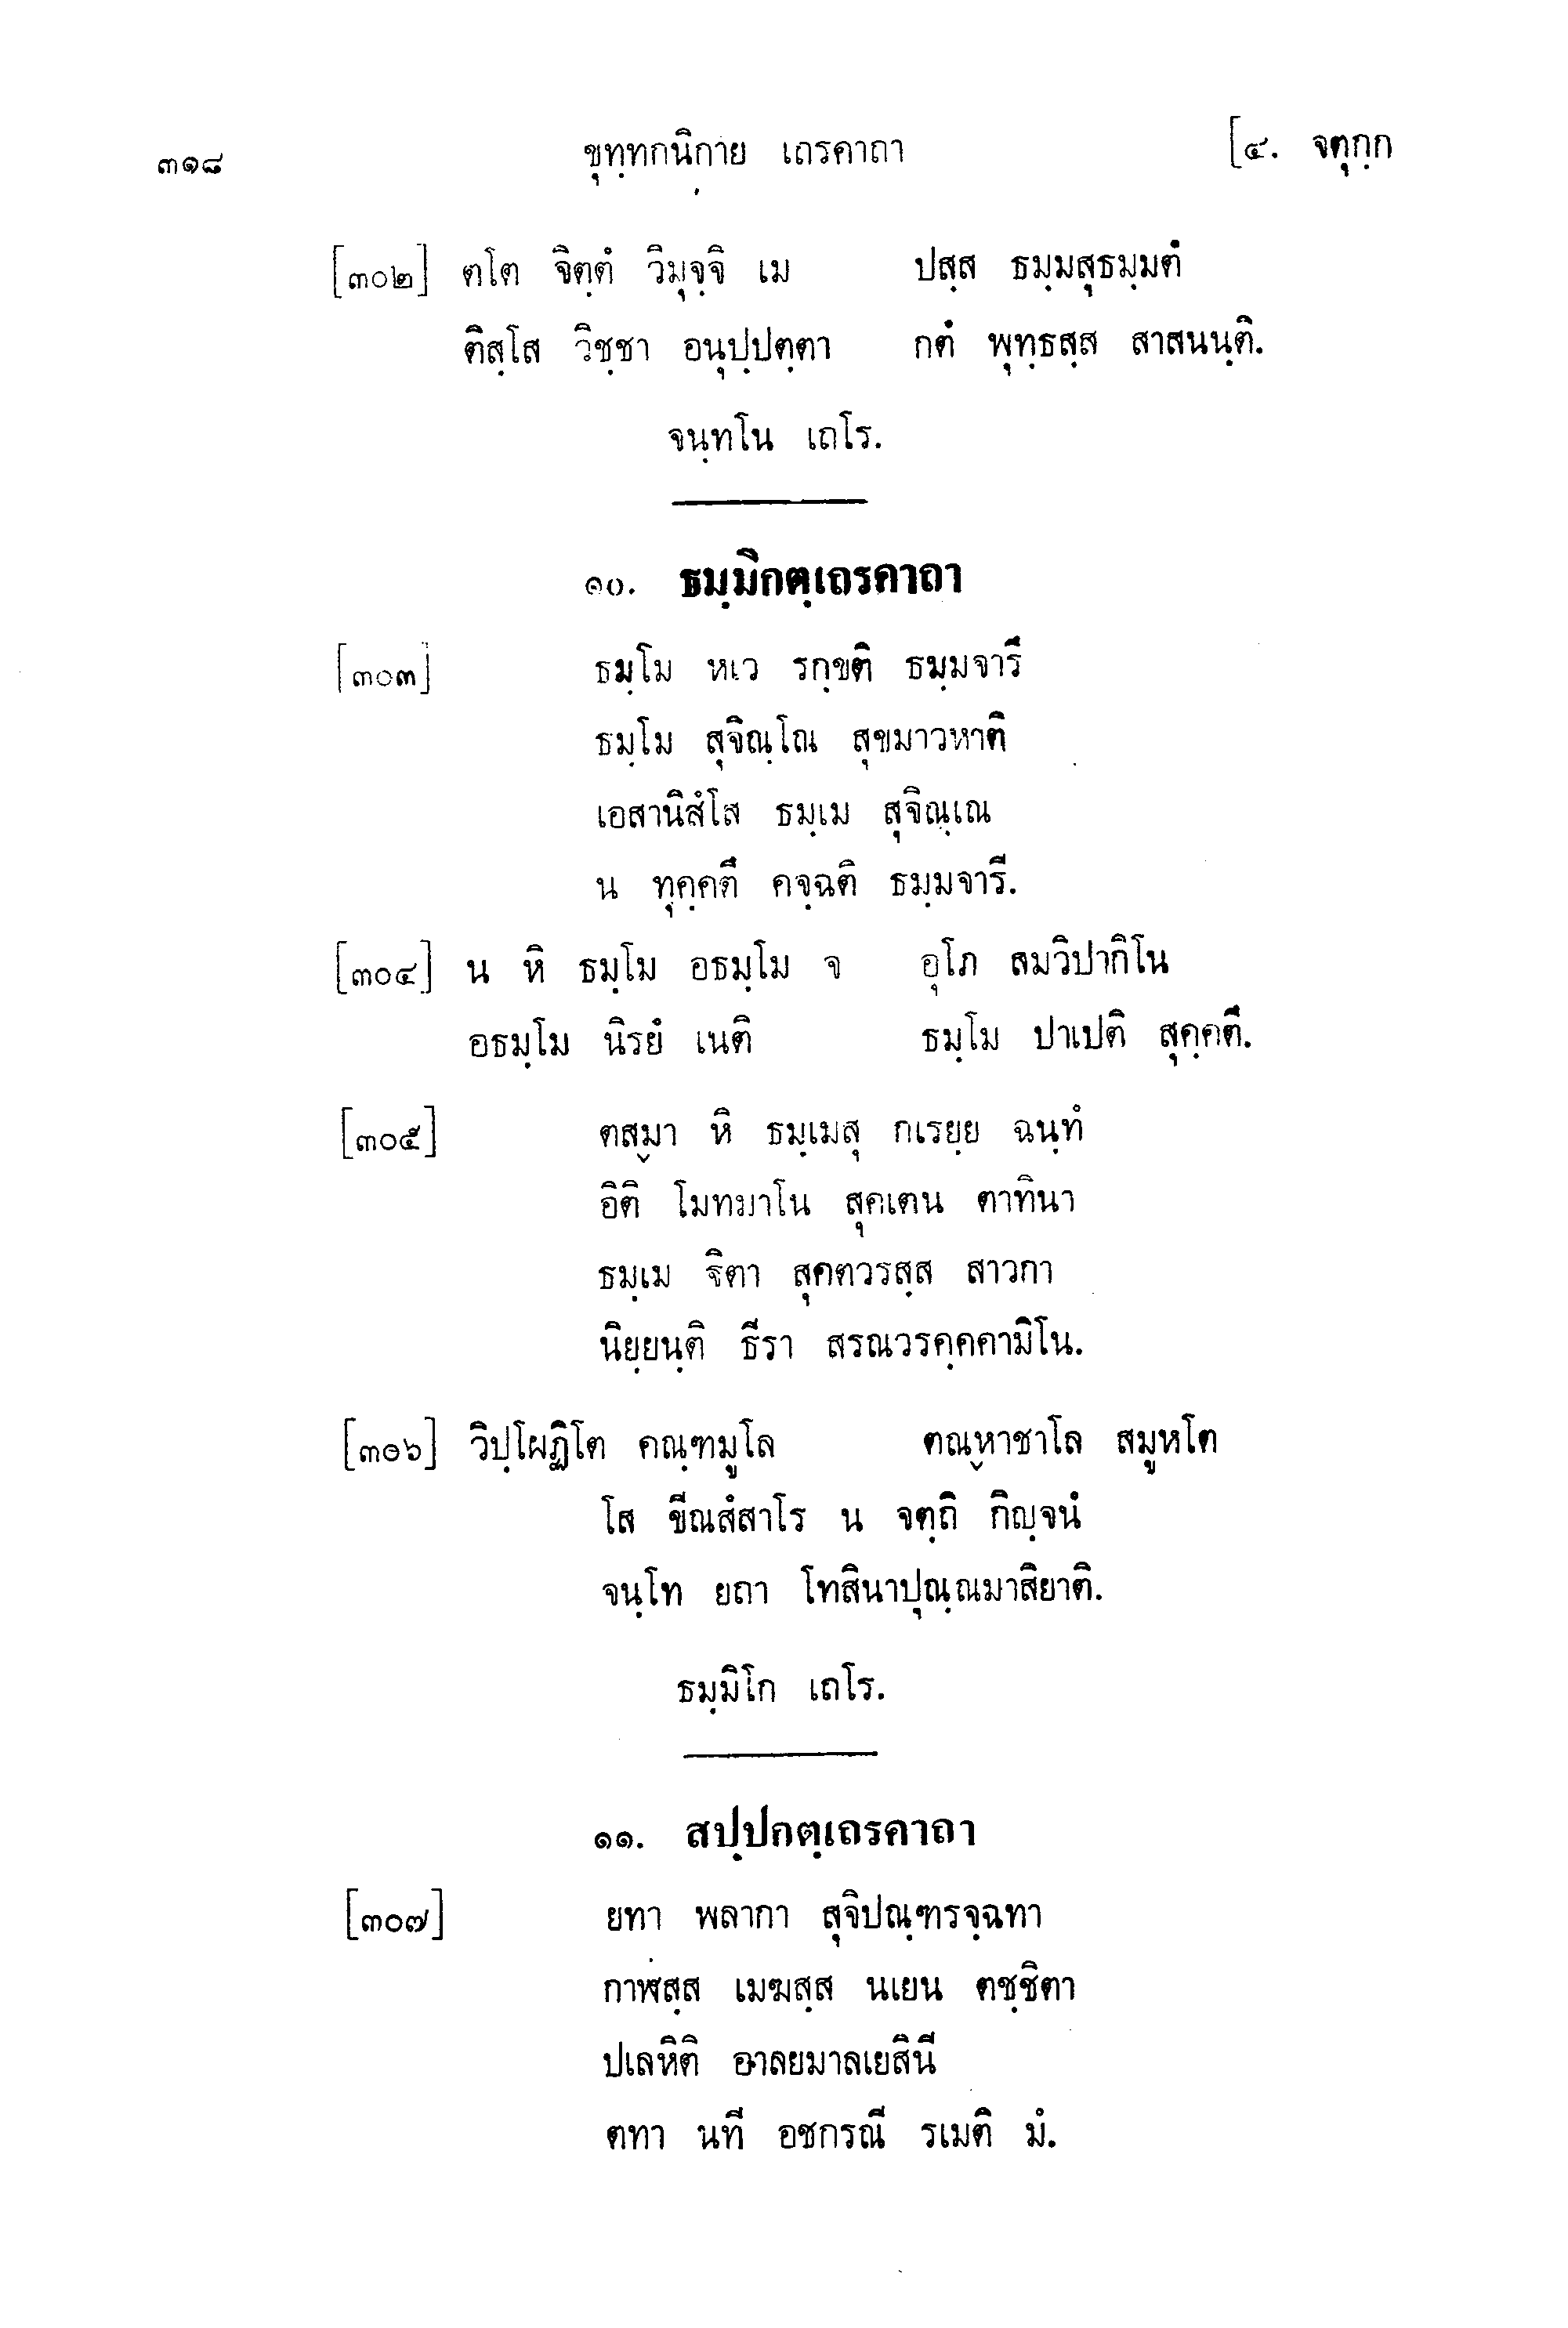 ๓๑๘ ขุทฺทกนิกาย เถรคาถา [๔. จตุกฺก
[๓๐๒] ตโต จิตฺตํ วิมุจฺจิ เม ปสฺส ธมฺมสุธมฺมตํ
ติสฺโส วิชฺชา อนุปฺปตฺตา กตํ พุทฺธสฺส สาสนนฺติ.
จนฺทโน เถโร.
๑๐. ธมฺมิกตฺเถรคาถา
[๓๐๓] ธมฺโม หเว รกฺขติ ธมฺมจารึ
ธมฺโม สุจิณฺโณ สุขมาวหาติ
เอสานิสํโส ธมฺเม สุจิณฺเณ
น ทุคฺคตึ คจฺฉติ ธมฺมจารี.
[๓๐๔] น หิ ธมฺโม อธมฺโม จ อุโภ สมวิปากิโน
อธมฺโม นิรยํ เนติ ธมฺโม ปาเปติ สุคฺคตึ.
[๓๐๕] ตสฺมา หิ ธมฺเมสุ กเรยฺย ฉนฺทํ
อิติ โมทมาโน สุคเตน ตาทินา
ธมฺเม ฐิตา สุคตวรสฺส สาวกา
นิยฺยนฺติ ธีรา สรณวรคฺคคามิโน.
[๓๐๖] วิปฺโผฏิโต คณฺฑมูโล ตณฺหาชาโล สมูหโต
โส ขีณสํสาโร น จตฺถิ กิญฺจนํ
จนฺโท ยถา โทสินาปุณฺณมาสิยาติ.
ธมฺมิโก เถโร.
๑๑. สปฺปกตฺเถรคาถา
[๓๐๗] ยทา พลากา สุจิปณฺฑรจฺฉทา
กาฬสฺส เมฆสฺส นเยน ตชฺชิตา
ปเลหิติ อาลยมาลเยสินี
ตทา นที อชกรณี รเมติ มํ.